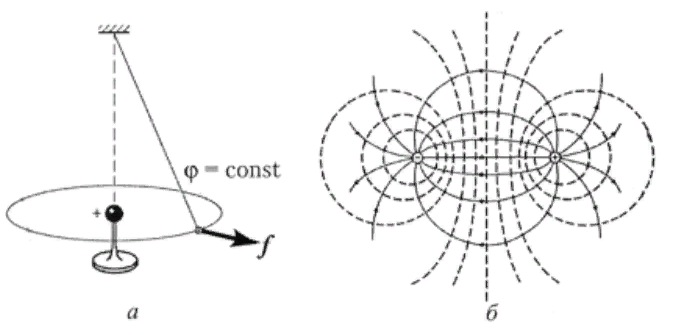 φ = const
+
f
а
−
+
б